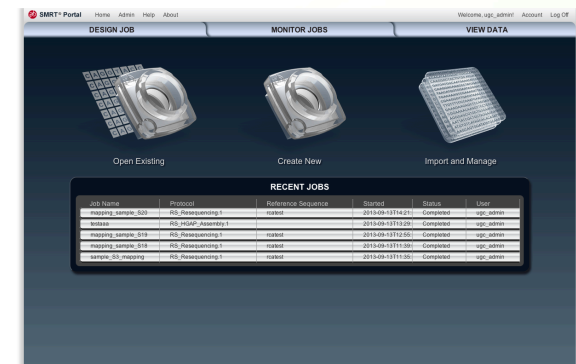 SMRT® Portal Home Admin Help About Welcome, ugc_admin! Account Log Off
DESIGN JOB MONITOR JOBS VIEW DATA
Open Existing Create New Import and Manage
RECENT JOBS
Job Name Protocol Reference Sequence Started Status User
mapping_sample_S20 RS_Resequencing.1 rcatest 2013-09-13T14:21: Completed ugc_admin
testaaa RS_HGAP_Assembly.1 2013-09-13T13:29: Completed ugc_admin
mapping_sample_S19 RS_Resequencing.1 rcatest 2013-09-13T12:55: Completed ugc_admin
mapping_sample_S18 RS_Resequencing.1 rcatest 2013-09-13T11:39: Completed ugc_admin
sample_S3_mapping RS_Resequencing.1 rcatest 2013-09-13T11:35: Completed ugc_admin